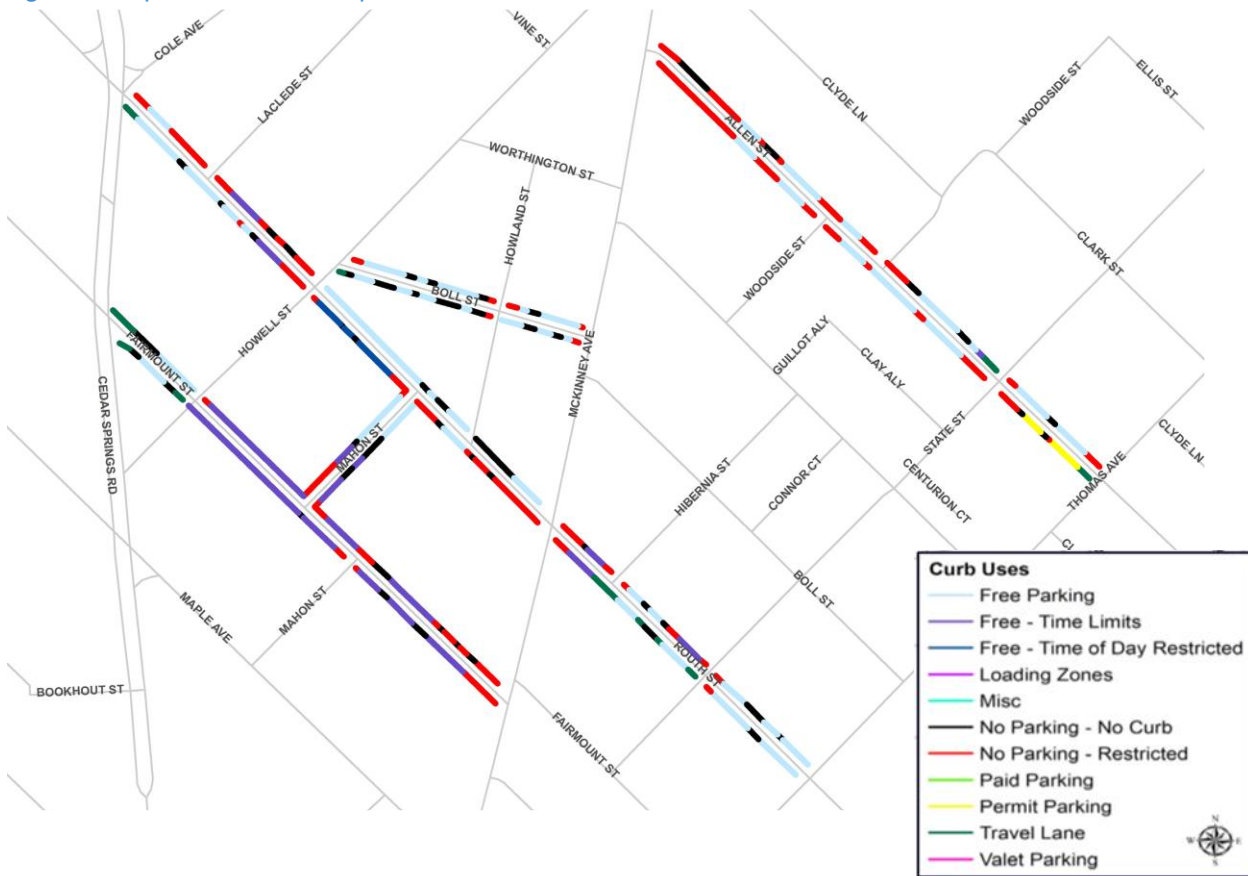 VINE ST
COLE AVE
LACLEDE ST
CLYDE LN
WOODSIDE ST
ELLIS ST
ALLEN ST
WORTHINGTON ST
HOWLAND ST
CLARK ST
WOODSIDE ST
BOLL ST
HOWELL ST
MCKINNEY AVE
GUILLOT ALY
CLAY ALY
FAIRMOUNT ST
CEDAR SPRINGS RD
MAHON ST
STATE ST
CLYDE LN
THOMAS AVE
HIBERNIA ST
CONNOR CT
CENTURION CT
MAPLE AVE
MAHON ST
BOLL ST
ROUTH ST
BOOKHOUT ST
FAIRMOUNT ST
Curb Uses
Free Parking
Free - Time Limits
Free - Time of Day Restricted
Loading Zones
Misc
No Parking - No Curb
No Parking - Restricted
Paid Parking
Permit Parking
Travel Lane
Valet Parking
N
W E
S